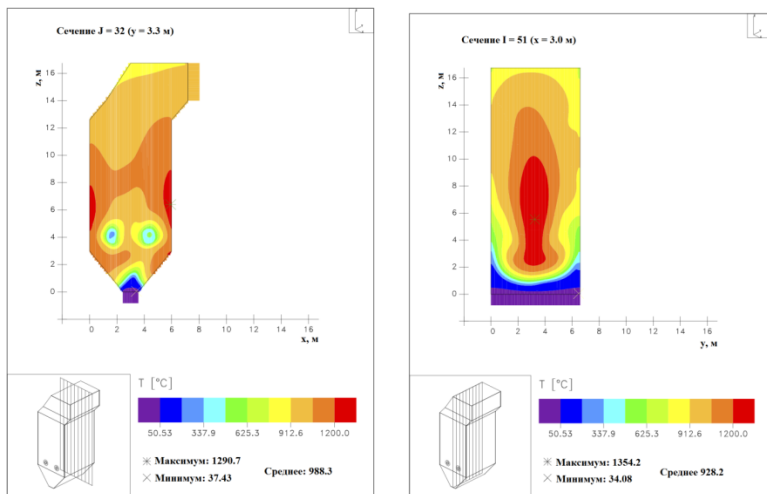 Сечение J = 32 (y = 3.3 м)
z, м
16
14
12
10
8
6
4
2
0
0 2 4 6 8 10 12 14 16
x, м
T [°C]
50.53 337.9 625.3 912.6 1200.0
Максимум: 1290.7
Минимум: 37.43
Среднее: 988.3
Сечение I = 51 (x = 3.0 м)
z, м
16
14
12
10
8
6
4
2
0
0 2 4 6 8 10 12 14 16
y, м
T [°C]
50.53 337.9 625.3 912.6 1200.0
Максимум: 1354.2
Минимум: 34.08
Среднее 928.2